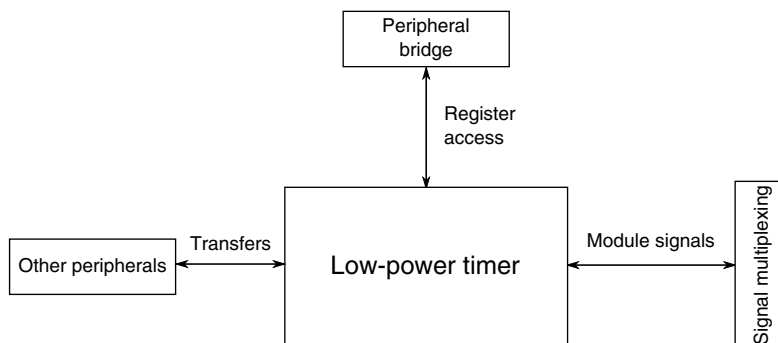 Peripheral
bridge
Register
access
Other peripherals
Transfers
Low-power timer
Module signals
Signal multiplexing